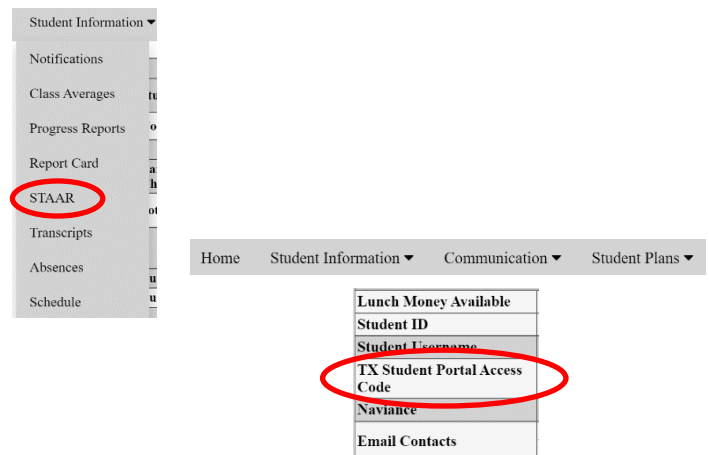 Student Information
Notifications
Class Averages
Progress Reports
Report Card
STAAR
Transcripts
Absences
Schedule
Home Student Information Communication Student Plans
Lunch Money Available
Student ID
Student Username
TX Student Portal Access
Code
Naviance
Email Contacts